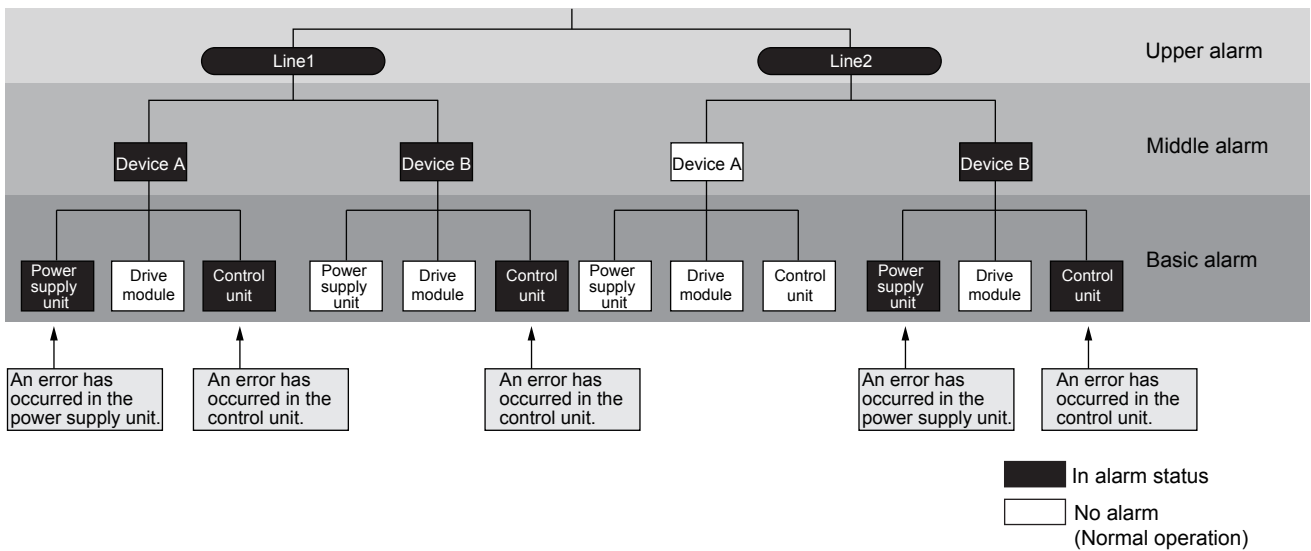 Line1
Line2
Upper alarm
Device A
Device B
Device A
Device B
Middle alarm
Power
supply
unit
Drive
module
Control
unit
Power
supply
unit
Drive
module
Control
unit
Power
supply
unit
Drive
module
Control
unit
Power
supply
unit
Drive
module
Control
unit
Basic alarm
An error has
occurred in the
power supply unit.
An error has
occurred in the
control unit.
An error has
occurred in the
control unit.
An error has
occurred in the
power supply unit.
An error has
occurred in the
control unit.
In alarm status
No alarm
(Normal operation)